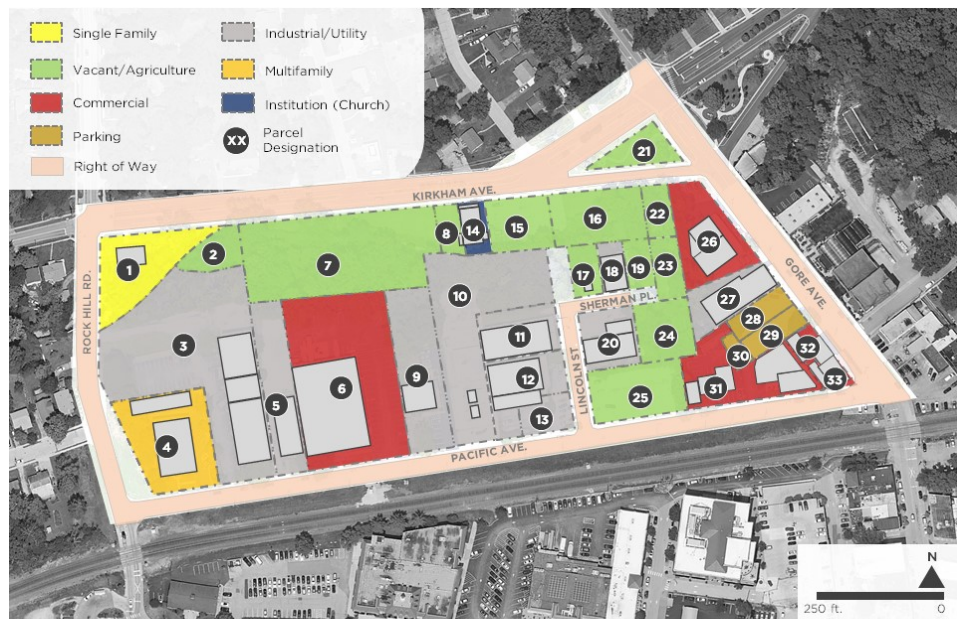 Single Family
Industrial/Utility
Vacant/Agriculture
Multifamily
Commercial
Institution (Church)
Parking
XX
Parcel
Designation
Right of Way
KIRKHAM AVE.
ROCK HILL RD.
GORE AVE.
SHERMAN PL.
LINCOLN ST
PACIFIC AVE.
1
2
3
4
5
6
7
8
9
10
11
12
13
14
15
16
17
18
19
20
21
22
23
24
25
26
27
28
29
30
31
32
33
N
250 ft.
0